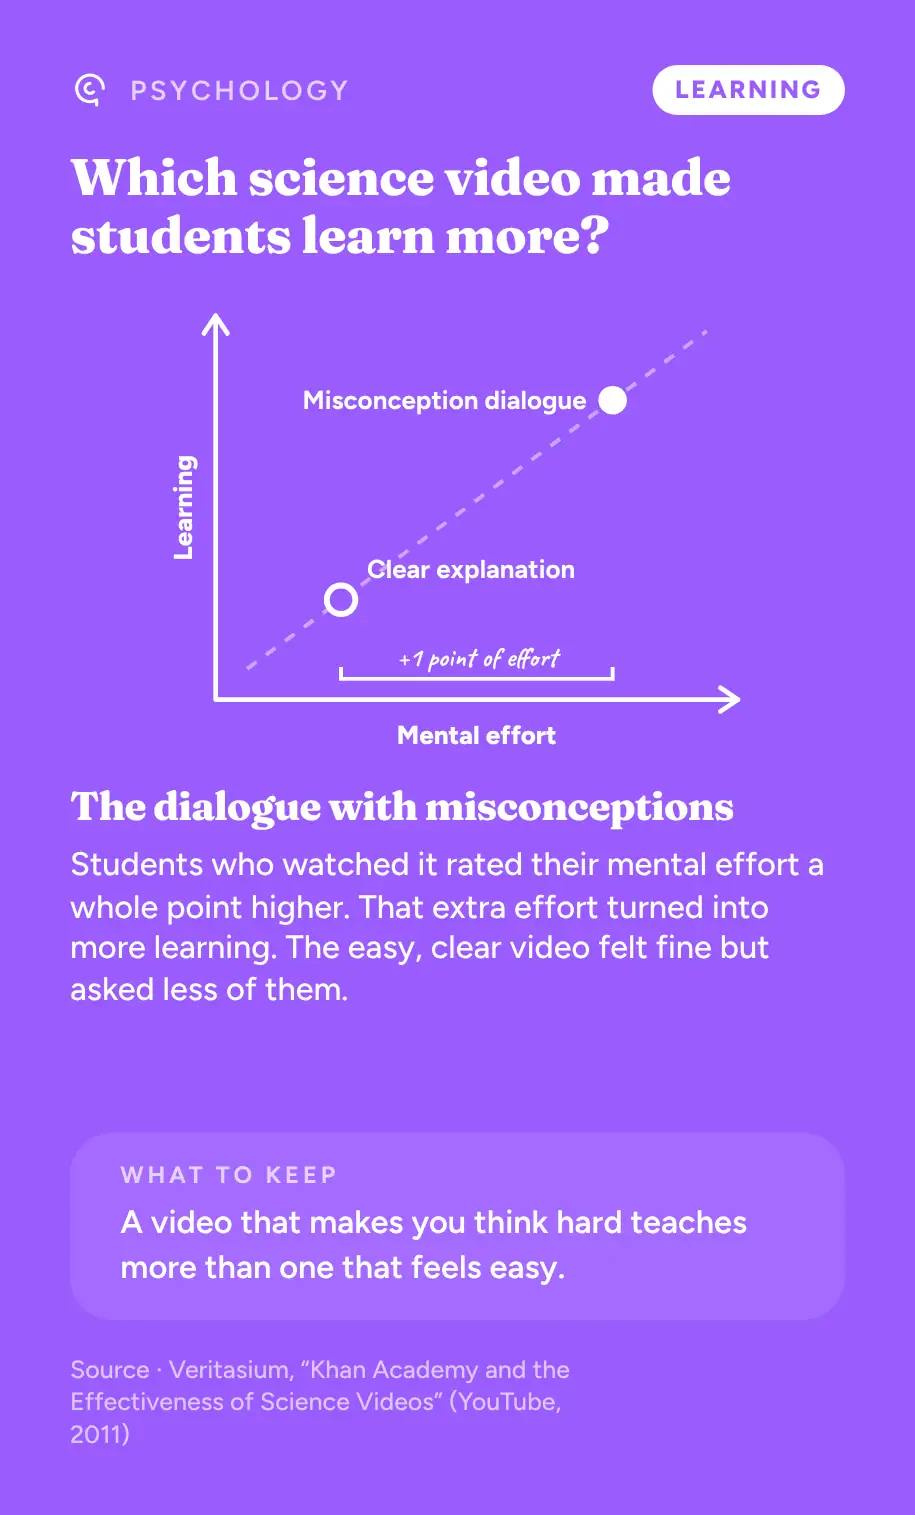 PSYCHOLOGY
LEARNING
Which science video made
students learn more?
Misconception dialogue
Learning
Clear explanation
+1 point of effort
Mental effort
The dialogue with misconceptions
Students who watched it rated their mental effort a
whole point higher. That extra effort turned into
more learning. The easy, clear video felt fine but
asked less of them.
WHAT TO KEEP
A video that makes you think hard teaches
more than one that feels easy.
Source · Veritasium, “Khan Academy and the
Effectiveness of Science Videos” (YouTube,
2011)